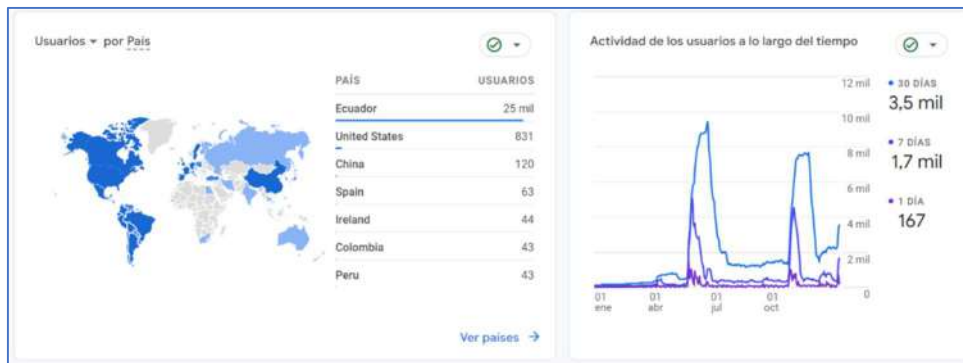 Usuarios por País
PAÍS USUARIOS
Ecuador 25 mil
United States 831
China 120
Spain 63
Ireland 44
Colombia 43
Peru 43
Ver países →
Actividad de los usuarios a lo largo del tiempo
12 mil
10 mil
8 mil
6 mil
4 mil
2 mil
0
01 ene
01 abr
01 jul
01 oct
30 DÍAS
3,5 mil
7 DÍAS
1,7 mil
1 DÍA
167